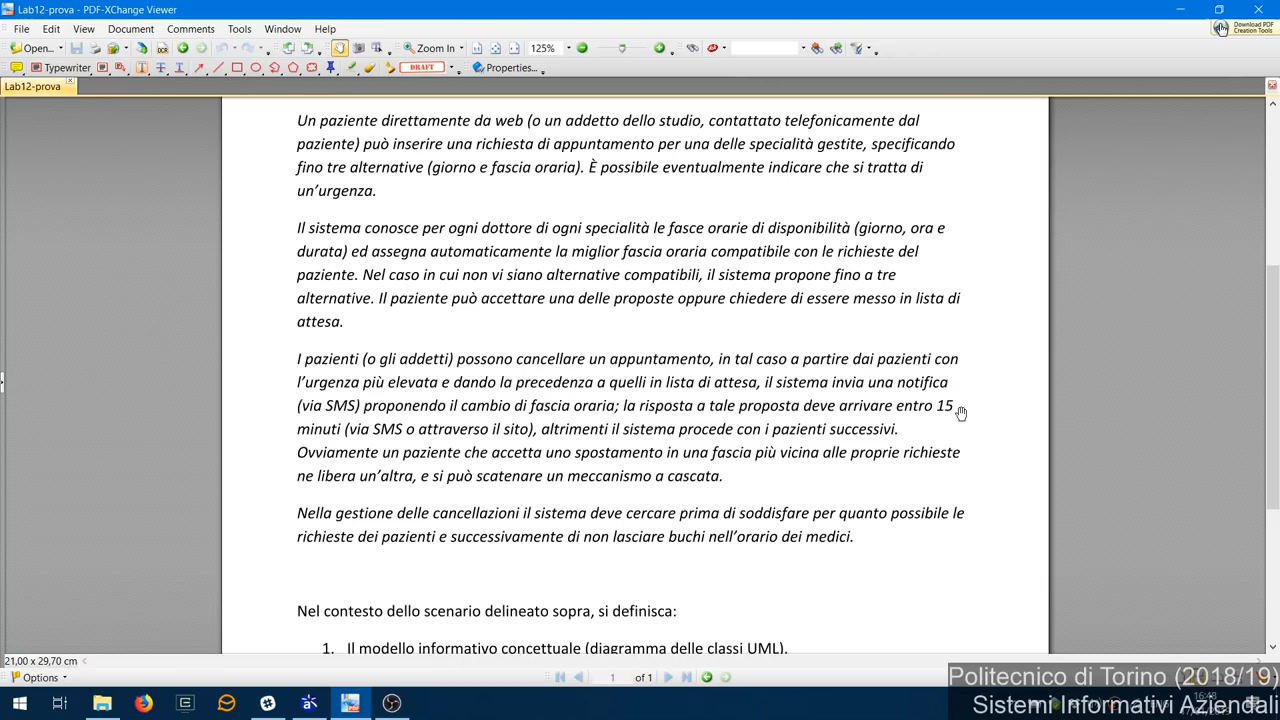 Lab12-prova - PDF-XChange Viewer
File Edit View Document Comments Tools Window Help
Download PDF
Creation Tools
Open... OCR Zoom In 125%
Typewriter DRAFT Properties...
Lab12-prova
Un paziente direttamente da web (o un addetto dello studio, contattato telefonicamente dal
paziente) può inserire una richiesta di appuntamento per una delle specialità gestite, specificando
fino tre alternative (giorno e fascia oraria). È possibile eventualmente indicare che si tratta di
un’urgenza.
Il sistema conosce per ogni dottore di ogni specialità le fasce orarie di disponibilità (giorno, ora e
durata) ed assegna automaticamente la miglior fascia oraria compatibile con le richieste del
paziente. Nel caso in cui non vi siano alternative compatibili, il sistema propone fino a tre
alternative. Il paziente può accettare una delle proposte oppure chiedere di essere messo in lista di
attesa.
I pazienti (o gli addetti) possono cancellare un appuntamento, in tal caso a partire dai pazienti con
l’urgenza più elevata e dando la precedenza a quelli in lista di attesa, il sistema invia una notifica
(via SMS) proponendo il cambio di fascia oraria; la risposta a tale proposta deve arrivare entro 15
minuti (via SMS o attraverso il sito), altrimenti il sistema procede con i pazienti successivi.
Ovviamente un paziente che accetta uno spostamento in una fascia più vicina alle proprie richieste
ne libera un’altra, e si può scatenare un meccanismo a cascata.
Nella gestione delle cancellazioni il sistema deve cercare prima di soddisfare per quanto possibile le
richieste dei pazienti e successivamente di non lasciare buchi nell’orario dei medici.
Nel contesto dello scenario delineato sopra, si definisca:
1. Il modello informativo concettuale (diagramma delle classi UML).
21,00 x 29,70 cm
Options 1 of 1
Politecnico di Torino (2018/19)
16:48
Sistemi Informativi Aziendali